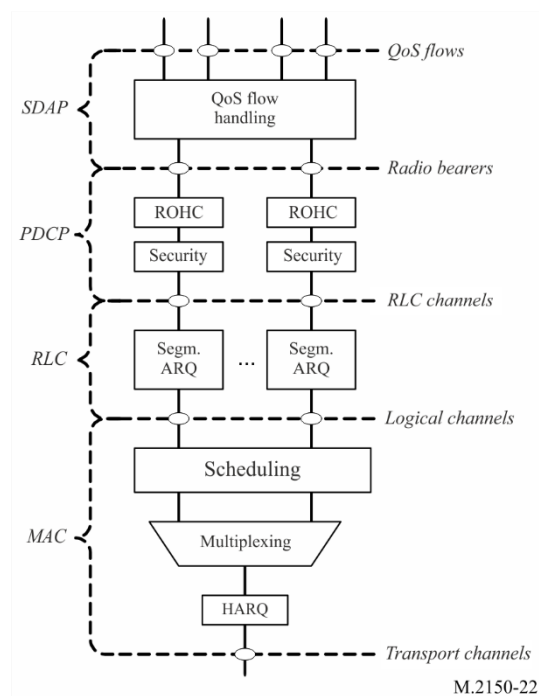 QoS flows
QoS flow
handling
SDAP
Radio bearers
ROHC ROHC
PDCP
Security Security
RLC channels
Segm.
ARQ
...
Segm.
ARQ
RLC
Logical channels
Scheduling
MAC
Multiplexing
HARQ
Transport channels
M.2150-22